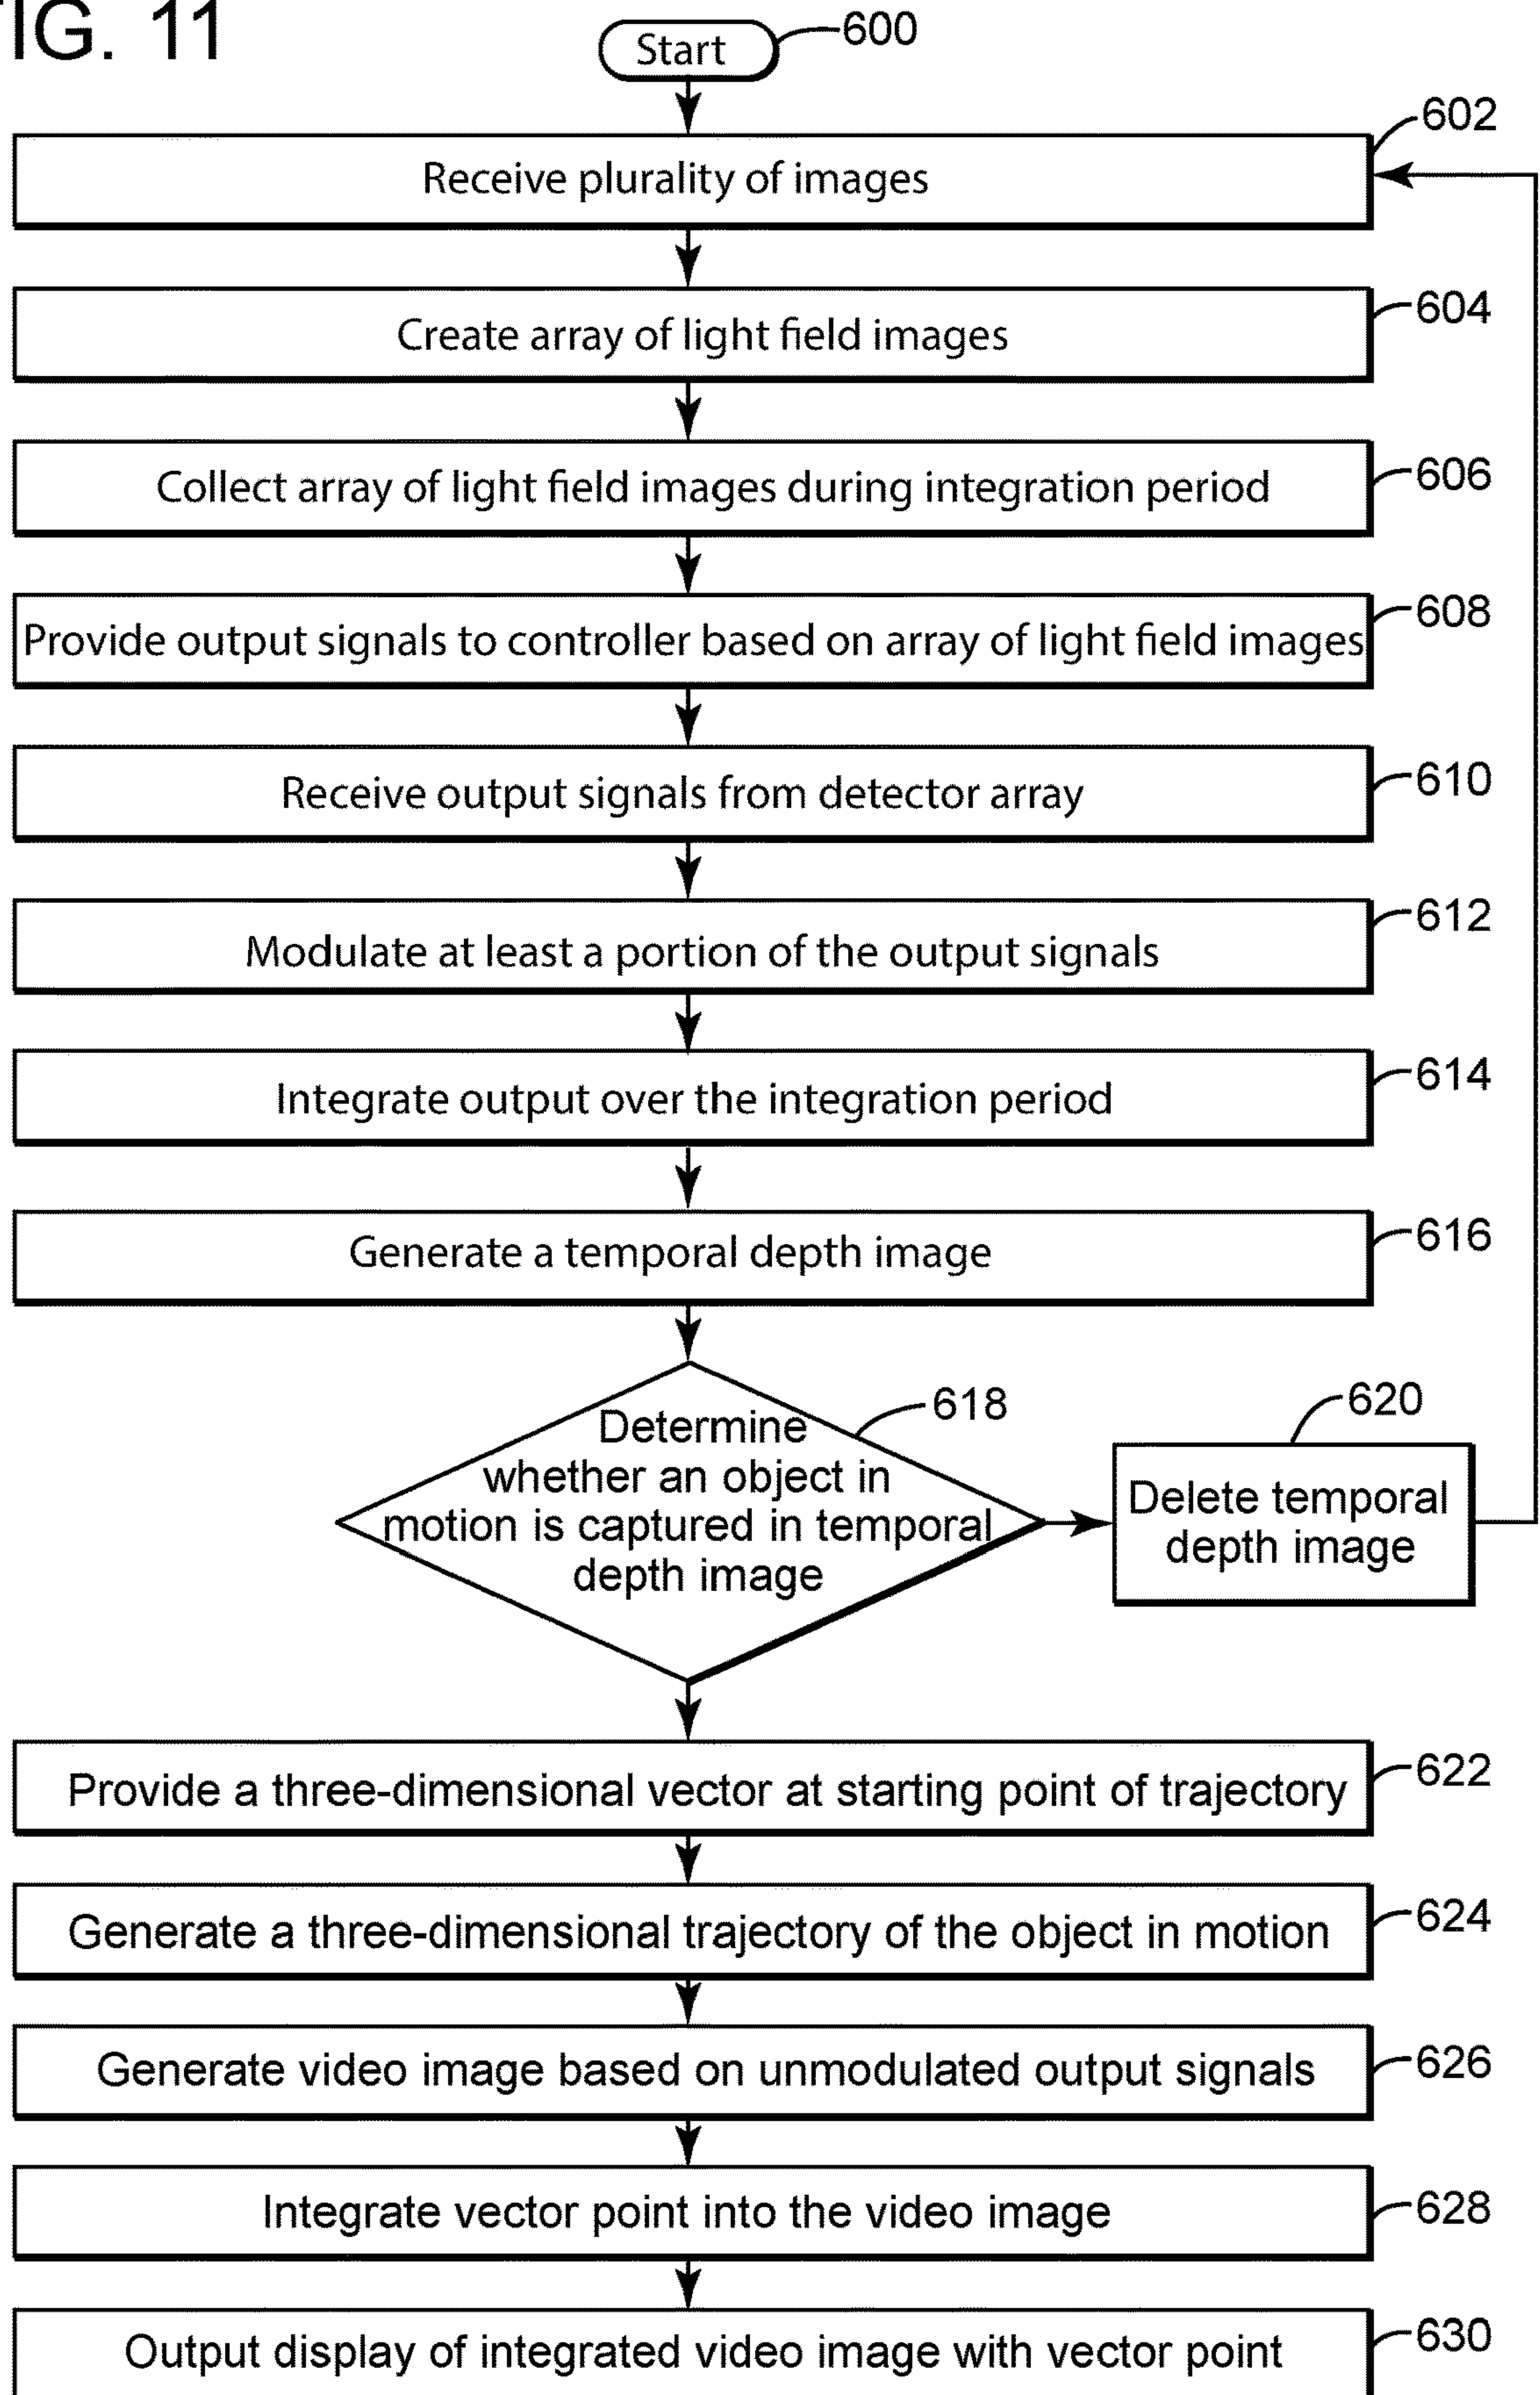 FIG. 11
Start
600
602
Receive plurality of images
604
Create array of light field images
606
Collect array of light field images during integration period
608
Provide output signals to controller based on array of light field images
610
Receive output signals from detector array
612
Modulate at least a portion of the output signals
614
Integrate output over the integration period
616
Generate a temporal depth image
618
Determine
whether an object in
motion is captured in temporal
depth image
620
Delete temporal
depth image
622
Provide a three-dimensional vector at starting point of trajectory
624
Generate a three-dimensional trajectory of the object in motion
626
Generate video image based on unmodulated output signals
628
Integrate vector point into the video image
630
Output display of integrated video image with vector point